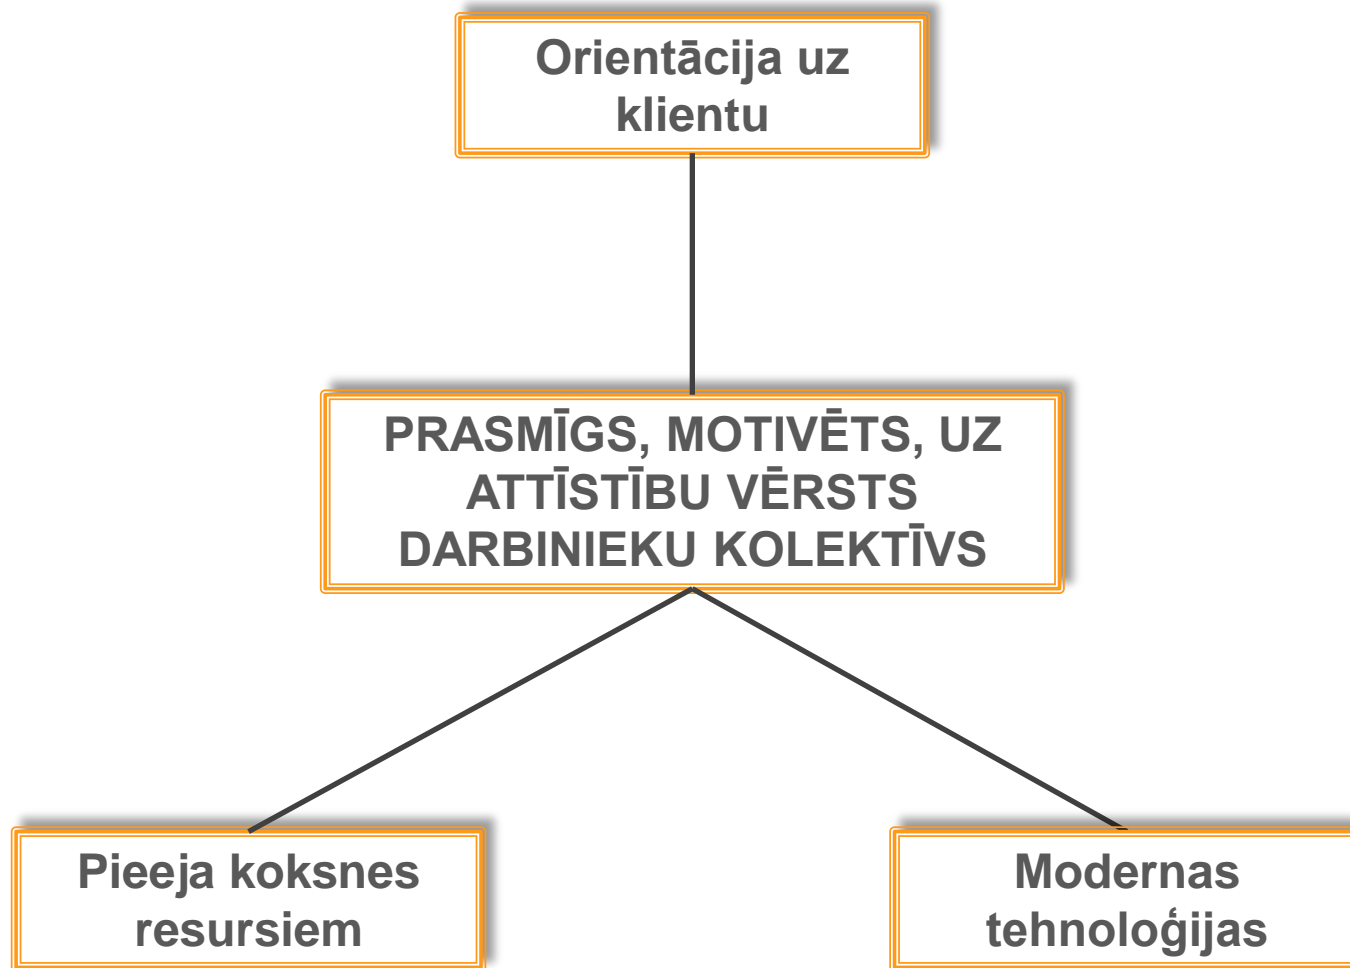 Orientācija uz
klientu
PRASMĪGS, MOTIVĒTS, UZ
ATTĪSTĪBU VĒRSTS
DARBINIEKU KOLEKTĪVS
Pieeja koksnes
resursiem
Modernas
tehnoloģijas